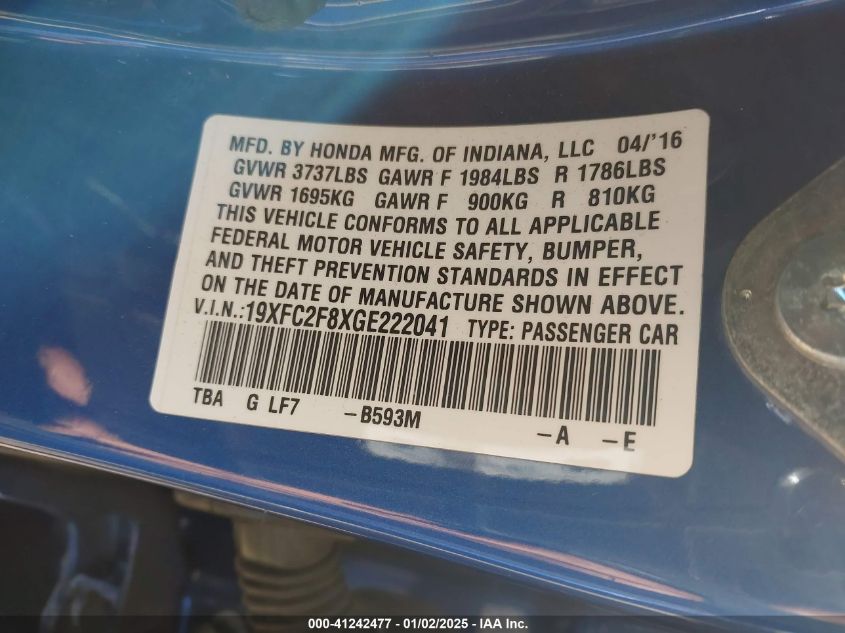 MFD. BY HONDA MFG. OF INDIANA, LLC 04/'16
GVWR 3737LBS GAWR F 1984LBS R 1786LBS
GVWR 1695KG GAWR F 900KG R 810KG
THIS VEHICLE CONFORMS TO ALL APPLICABLE
FEDERAL MOTOR VEHICLE SAFETY, BUMPER,
AND THEFT PREVENTION STANDARDS IN EFFECT
ON THE DATE OF MANUFACTURE SHOWN ABOVE.
V.I.N.:19XFC2F8XGE222041 TYPE: PASSENGER CAR
TBA G LF7 -B593M -A -E
000-41242477 - 01/02/2025 - IAA Inc.